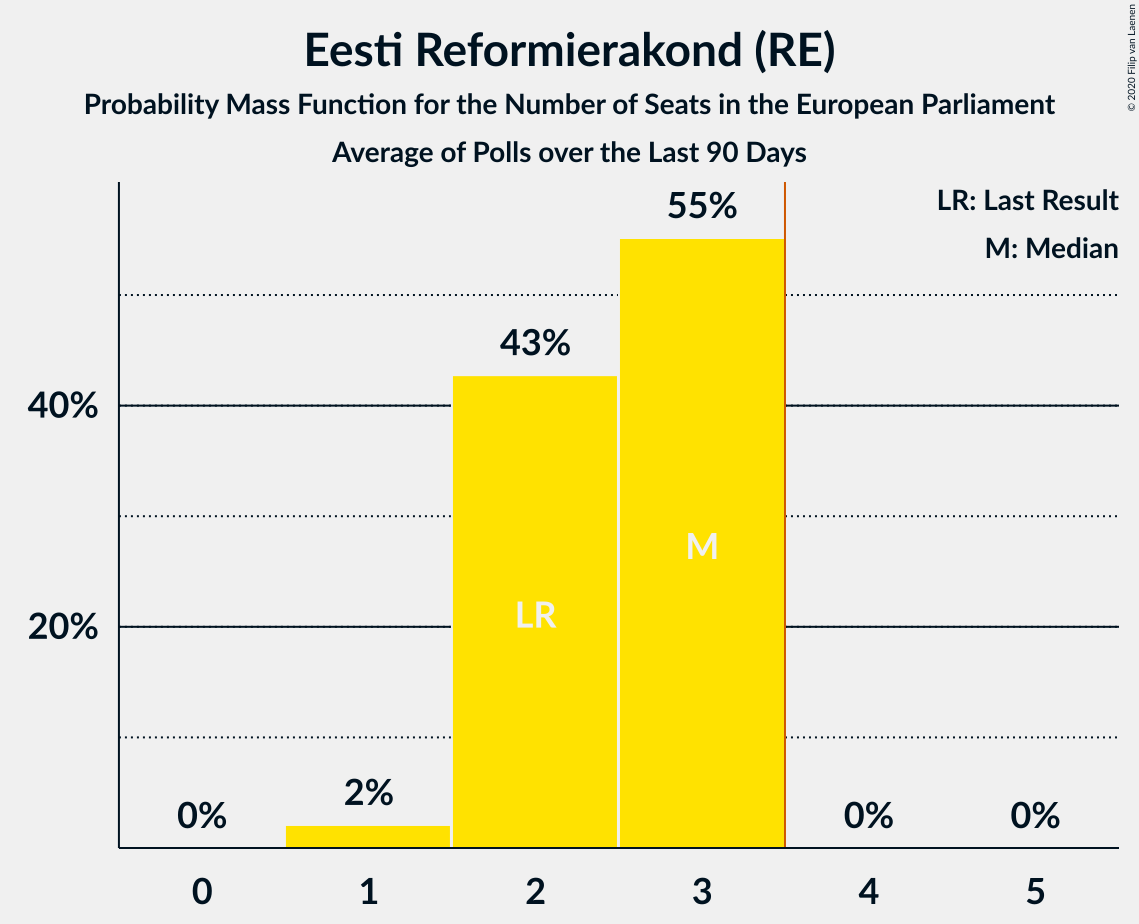 Eesti Reformierakond (RE)
Probability Mass Function for the Number of Seats in the European Parliament
Average of Polls over the Last 90 Days
© 2020 Filip van Laenen
LR: Last Result
M: Median
55%
43%
40%
M
LR
20%
2%
0%
0%
0%
0
1
2
3
4
5